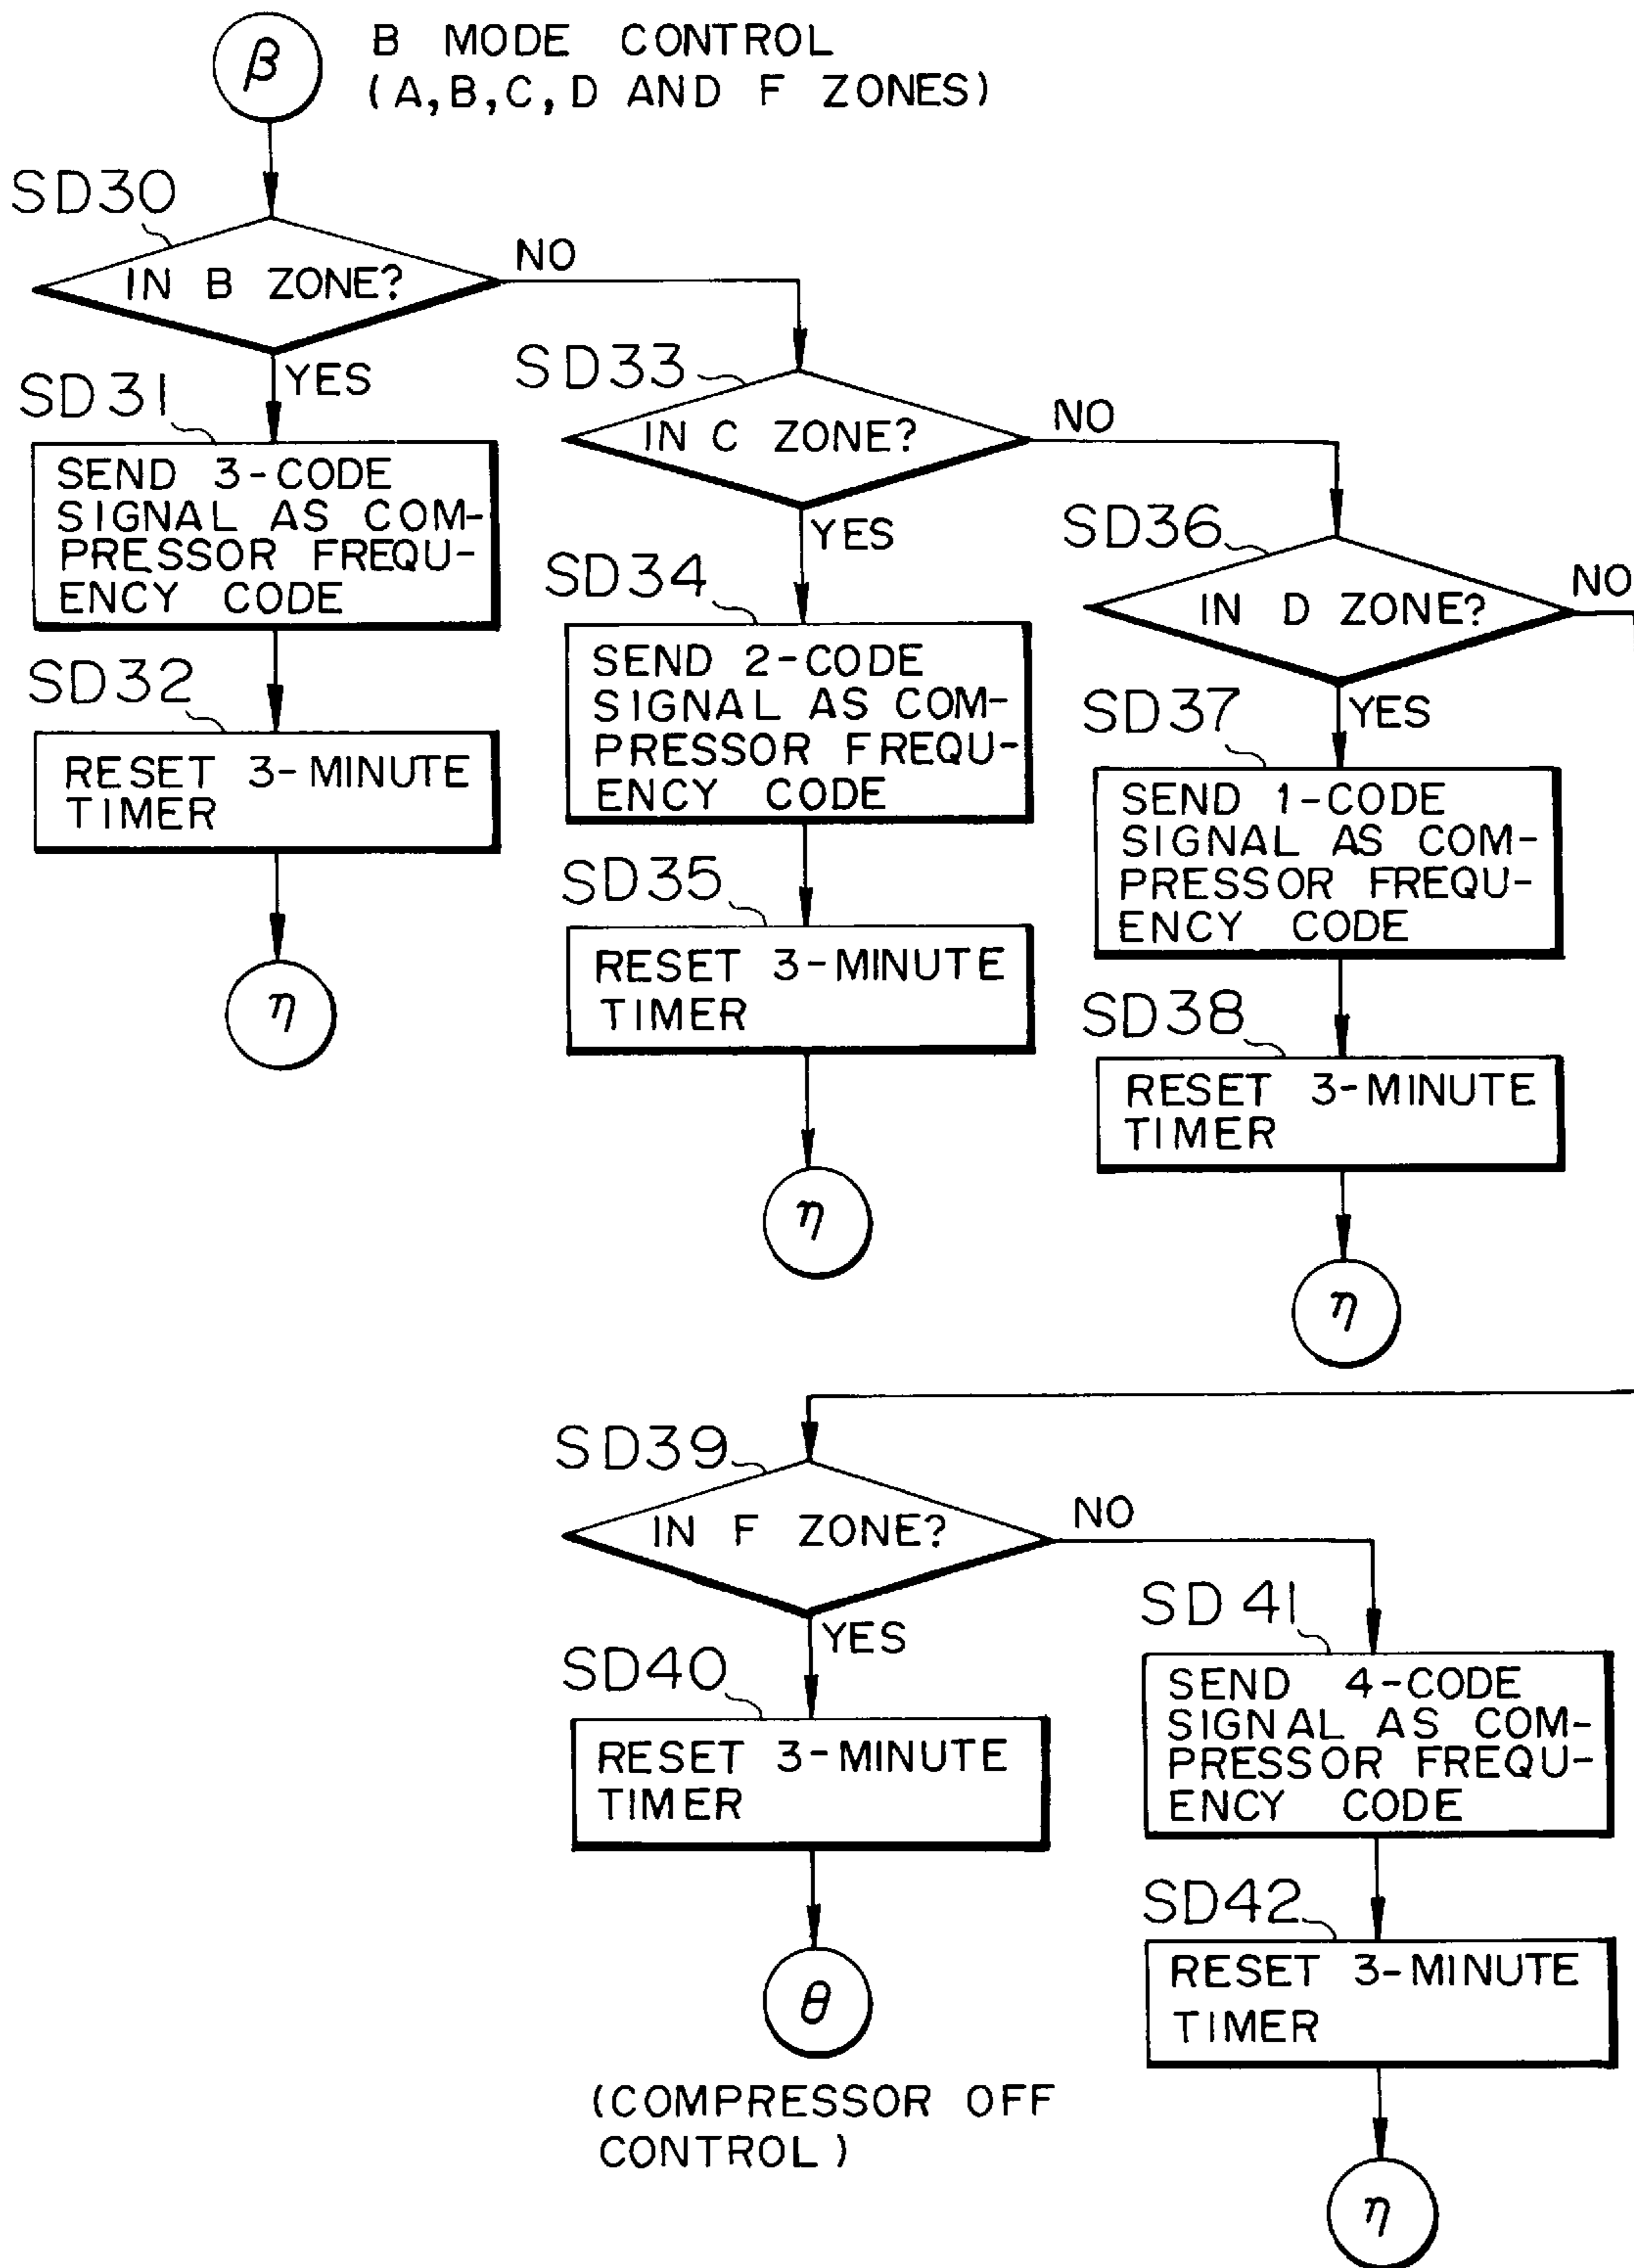 β
B MODE CONTROL
(A,B,C,D AND F ZONES)
SD30
IN B ZONE?
NO
YES
SD31
SEND 3-CODE
SIGNAL AS COM-
PRESSOR FREQU-
ENCY CODE
SD32
RESET 3-MINUTE
TIMER
η
SD33
IN C ZONE?
NO
YES
SD34
SEND 2-CODE
SIGNAL AS COM-
PRESSOR FREQU-
ENCY CODE
SD35
RESET 3-MINUTE
TIMER
η
SD36
IN D ZONE?
NO
YES
SD37
SEND 1-CODE
SIGNAL AS COM-
PRESSOR FREQU-
ENCY CODE
SD38
RESET 3-MINUTE
TIMER
η
SD39
IN F ZONE?
NO
YES
SD40
RESET 3-MINUTE
TIMER
θ
(COMPRESSOR OFF
CONTROL)
SD41
SEND 4-CODE
SIGNAL AS COM-
PRESSOR FREQU-
ENCY CODE
SD42
RESET 3-MINUTE
TIMER
η